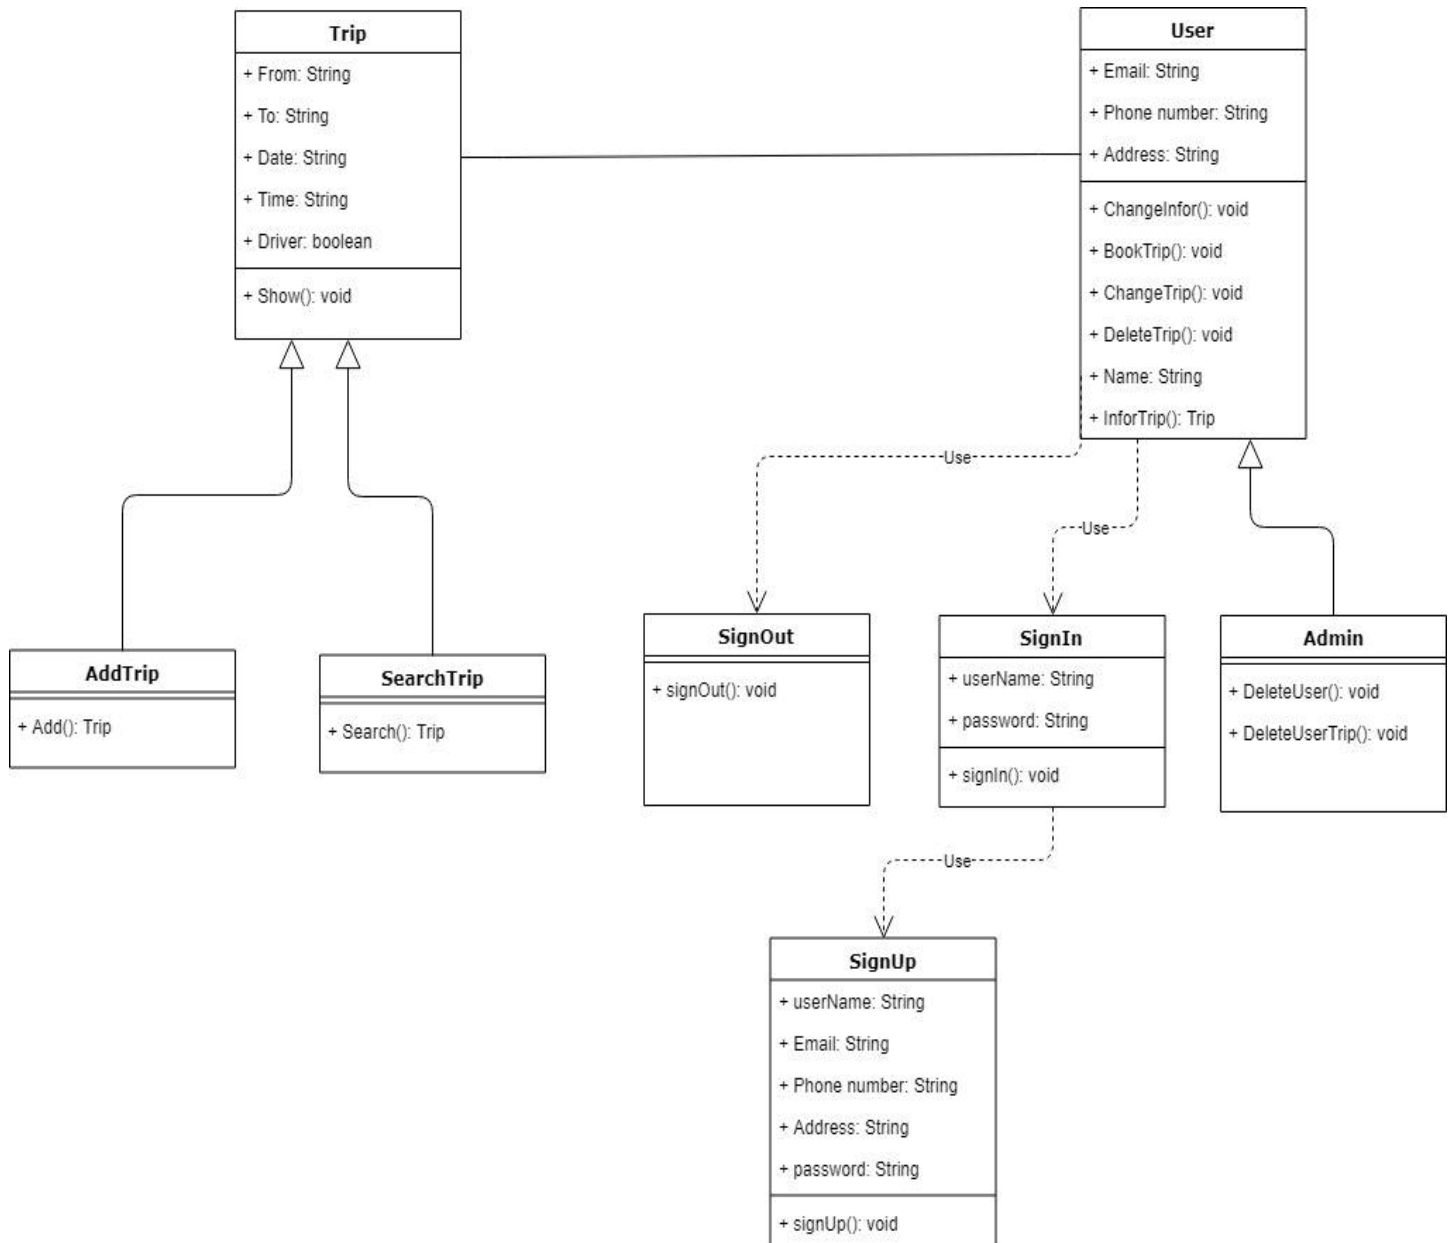 Trip
+ From: String
+ To: String
+ Date: String
+ Time: String
+ Driver: boolean
+ Show(): void
User
+ Email: String
+ Phone number: String
+ Address: String
+ ChangeInfor(): void
+ BookTrip(): void
+ ChangeTrip(): void
+ DeleteTrip(): void
+ Name: String
+ InforTrip(): Trip
Use
Use
AddTrip
+ Add(): Trip
SearchTrip
+ Search(): Trip
SignOut
+ signOut(): void
SignIn
+ userName: String
+ password: String
+ signIn(): void
Admin
+ DeleteUser(): void
+ DeleteUserTrip(): void
Use
SignUp
+ userName: String
+ Email: String
+ Phone number: String
+ Address: String
+ password: String
+ signUp(): void